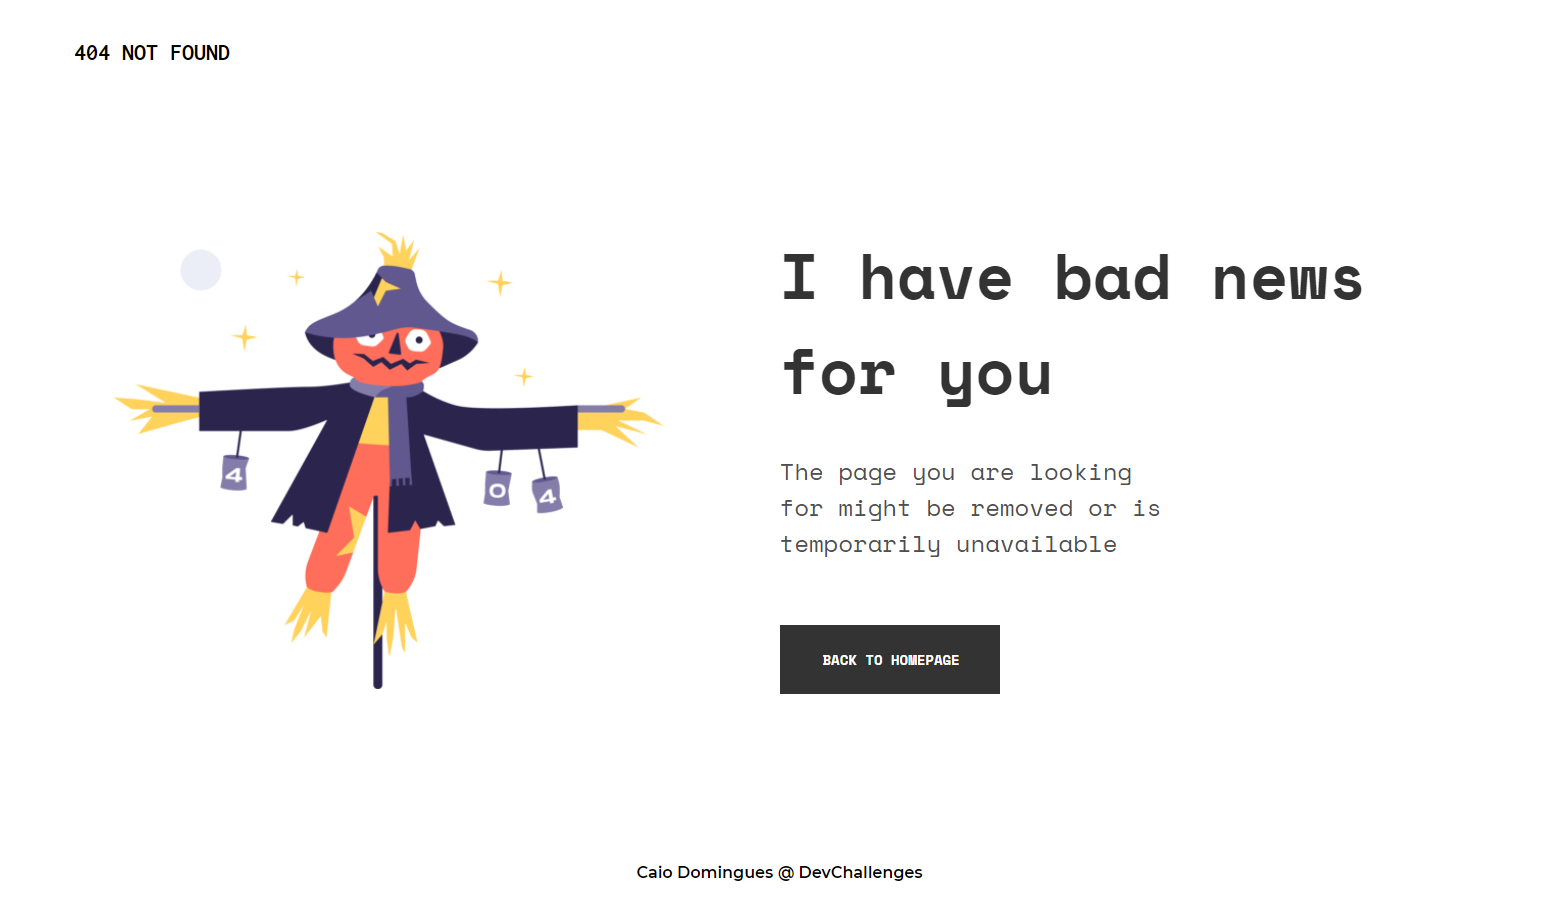 404 NOT FOUND
I have bad news
for you
4
0
4
The page you are looking
for might be removed or is
temporarily unavailable
BACK TO HOMEPAGE
Caio Domingues @ DevChallenges